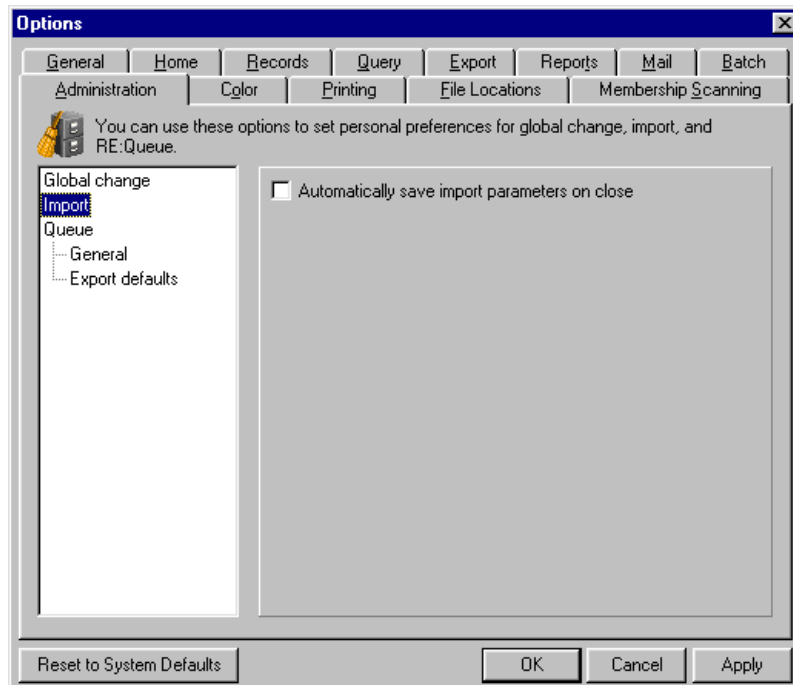 Options
General Home Records Query Export Reports Mail Batch
Administration Color Printing File Locations Membership Scanning
You can use these options to set personal preferences for global change, import, and
RE:Queue.
Global change
Import
Queue
General
Export defaults
Automatically save import parameters on close
Reset to System Defaults OK Cancel Apply